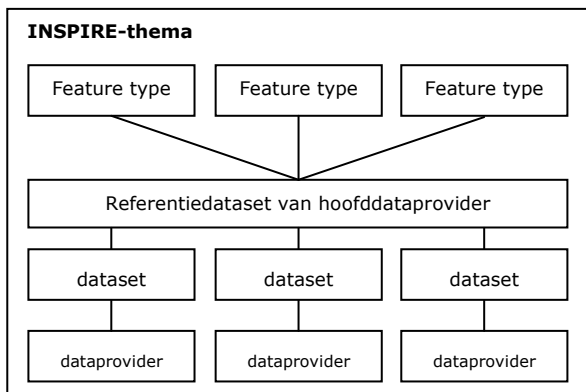 INSPIRE-thema
Feature type Feature type Feature type
Referentiedataset van hoofddataprovider
dataset dataset dataset
dataprovider dataprovider dataprovider